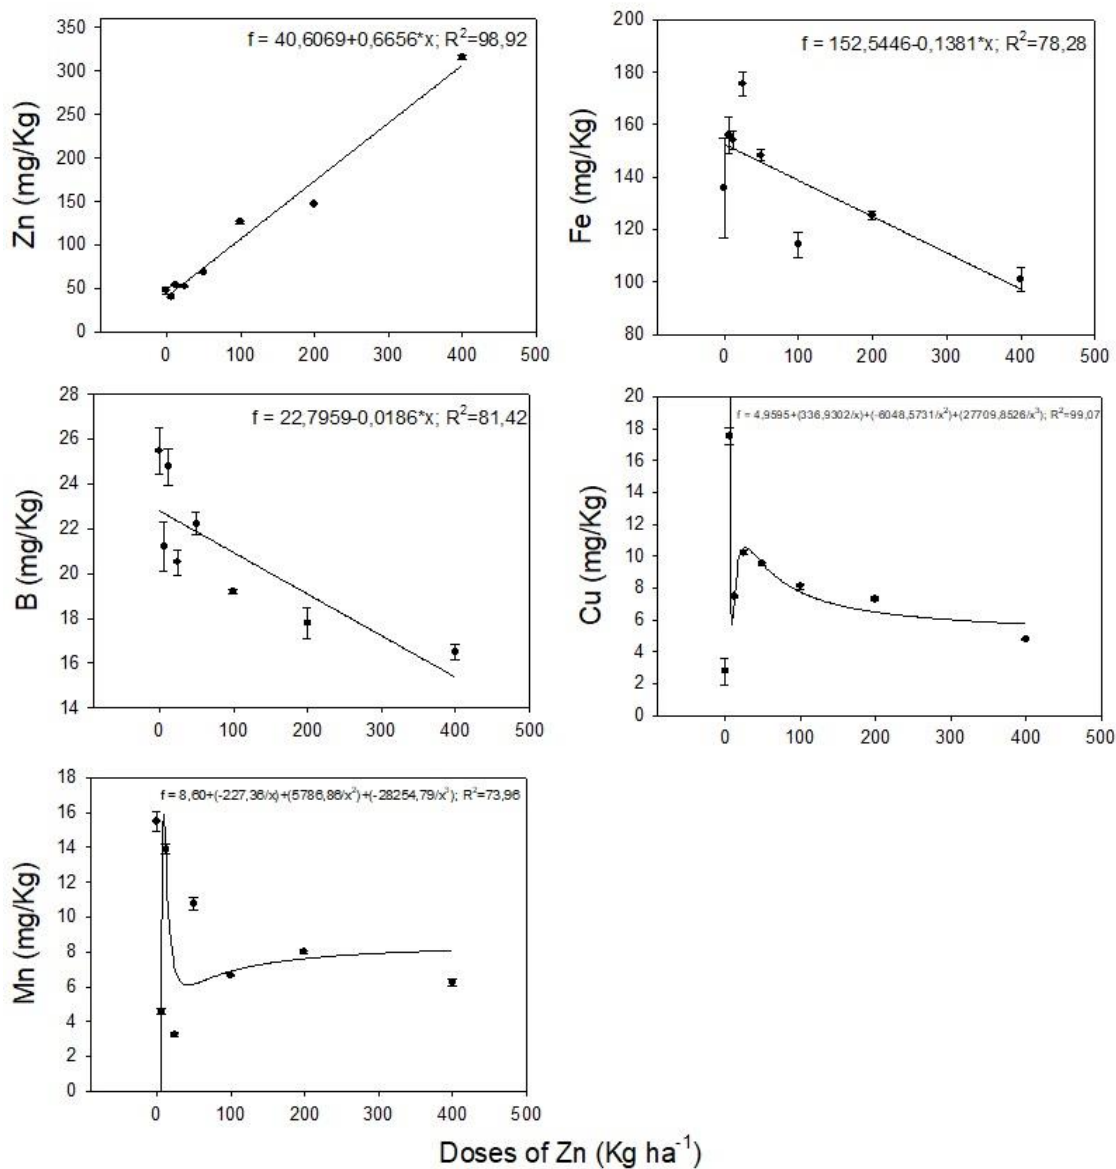 f = 40,6069+0,6656*x; R²=98,92
350
300
250
200
150
100
50
0
Zn (mg/Kg)
0 100 200 300 400 500
f = 152,5446-0,1381*x; R²=78,28
200
180
160
140
120
100
80
Fe (mg/Kg)
0 100 200 300 400 500
f = 22,7959-0,0186*x; R²=81,42
28
26
24
22
20
18
16
14
B (mg/Kg)
0 100 200 300 400 500
f = 4,9595+(336,9302/x)+(-6048,5731/x²)+(27709,8526/x³); R²=99,07
20
18
16
14
12
10
8
6
4
2
0
Cu (mg/Kg)
0 100 200 300 400 500
f = 8,60+(-227,36/x)+(5786,86/x²)+(-28254,79/x³); R²=73,96
18
16
14
12
10
8
6
4
2
0
Mn (mg/Kg)
0 100 200 300 400 500
Doses of Zn (Kg ha⁻¹)